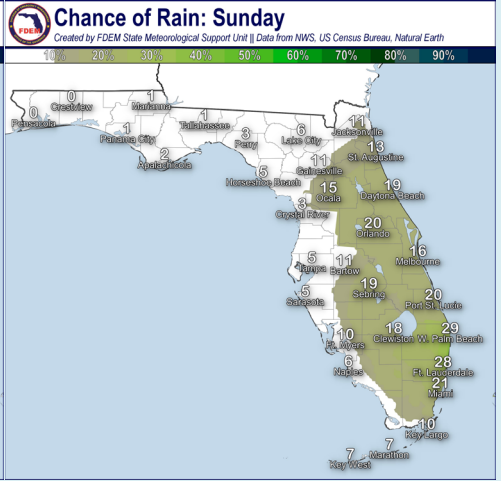 FDEM
Chance of Rain: Sunday
Created by FDEM State Meteorological Support Unit || Data from NWS, US Census Bureau, Natural Earth
10% 20% 30% 40% 50% 60% 70% 80% 90%
0
Pensacola
0
Crestview
1
Marianna
1
Panama City
2
Apalachicola
1
Tallahassee
3
Perry
6
Lake City
11
Jacksonville
13
St. Augustine
5
Horseshoe Beach
11
Gainesville
15
Ocala
19
Daytona Beach
3
Crystal River
20
Orlando
16
Melbourne
5
Tampa
11
Bartow
19
Sebring
5
Sarasota
20
Port St. Lucie
10
Ft. Myers
18
Clewiston
29
W. Palm Beach
6
Naples
28
Ft. Lauderdale
21
Miami
10
Key Largo
7
Marathon
7
Key West